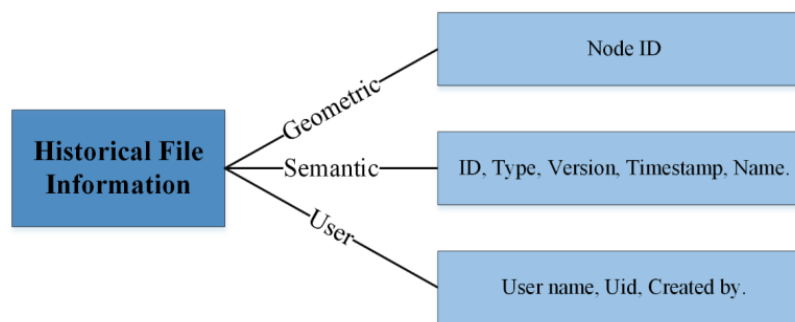 Node ID
Geometric
Historical File
Information
Semantic
ID, Type, Version, Timestamp, Name.
User
User name, Uid, Created by.